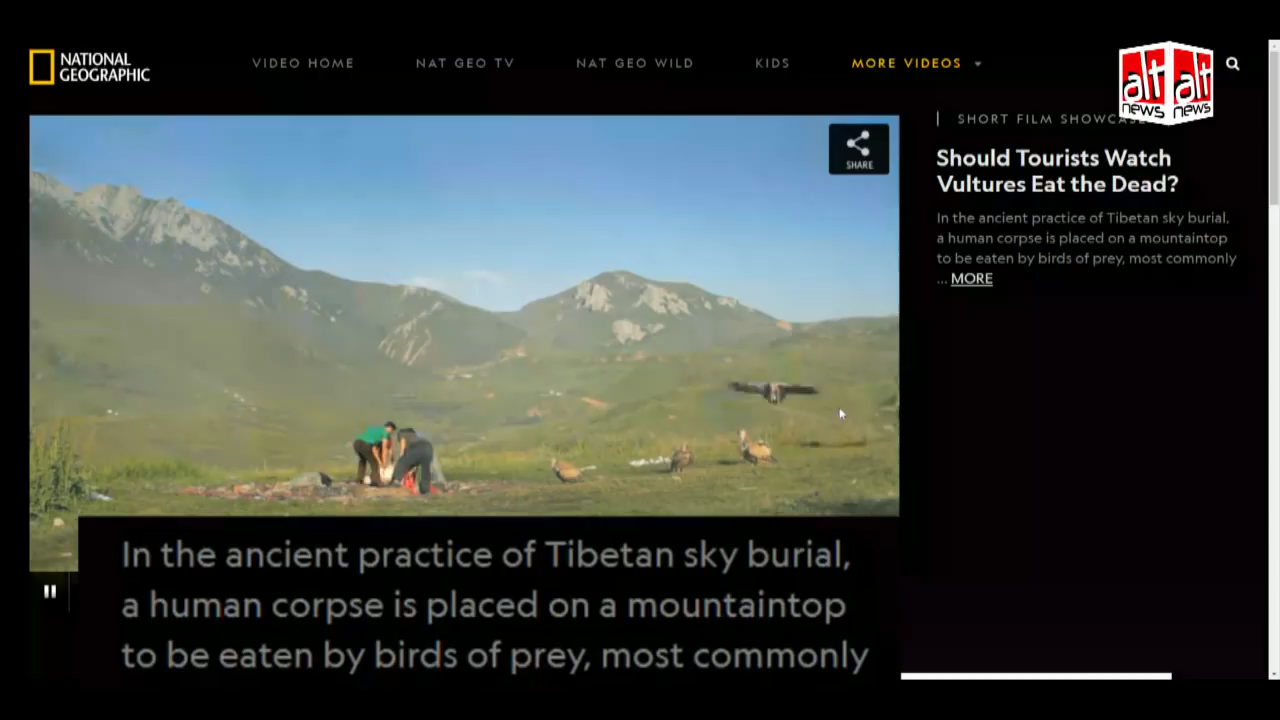 NATIONAL
GEOGRAPHIC
VIDEO HOME
NAT GEO TV
NAT GEO WILD
KIDS
MORE VIDEOS
alt
news
alt
news
SHARE
SHORT FILM SHOWCASE
Should Tourists Watch
Vultures Eat the Dead?
In the ancient practice of Tibetan sky burial,
a human corpse is placed on a mountaintop
to be eaten by birds of prey, most commonly
... MORE
In the ancient practice of Tibetan sky burial,
a human corpse is placed on a mountaintop
to be eaten by birds of prey, most commonly